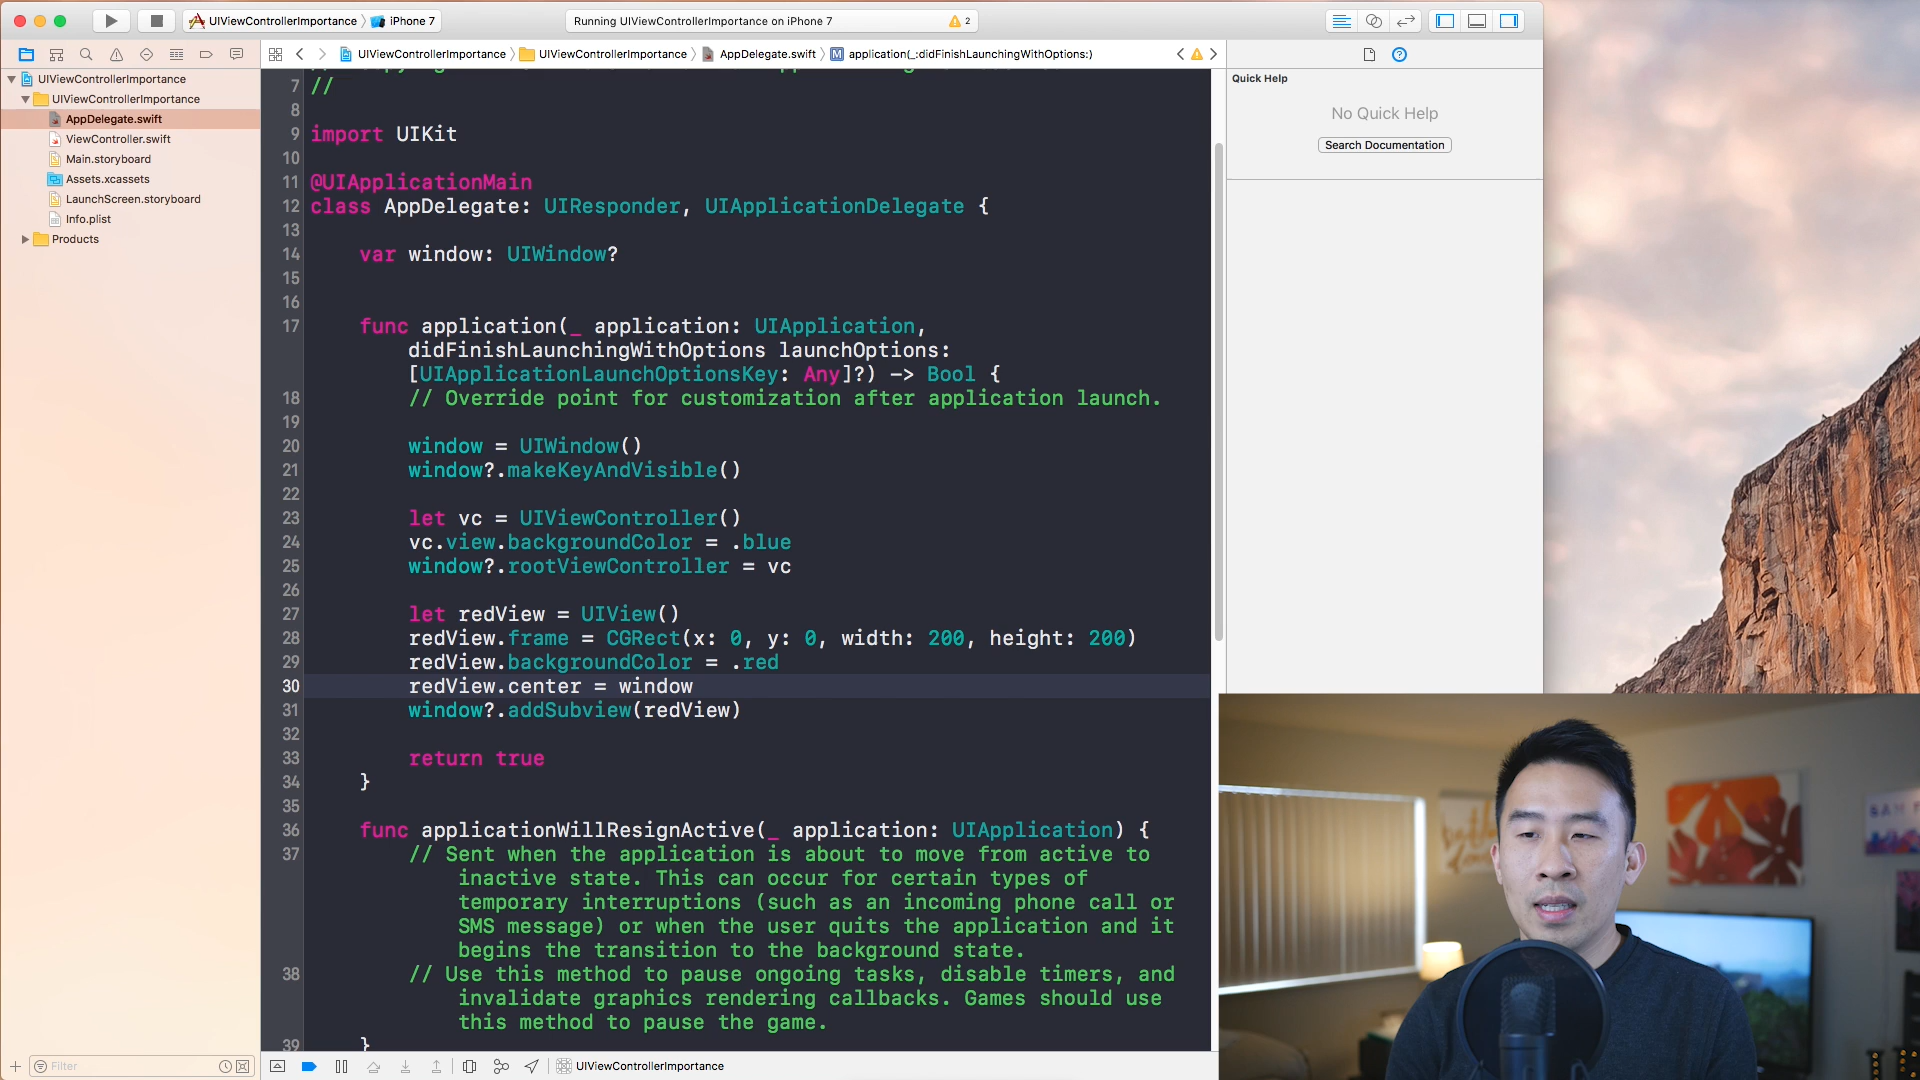 UIViewControllerImportance
iPhone 7
Running UIViewControllerImportance on iPhone 7
2
UIViewControllerImportance
UIViewControllerImportance
AppDelegate.swift
application(_:didFinishLaunchingWithOptions:)
UIViewControllerImportance
UIViewControllerImportance
AppDelegate.swift
ViewController.swift
Main.storyboard
Assets.xcassets
LaunchScreen.storyboard
Info.plist
Products
Quick Help
No Quick Help
Search Documentation
7 //
8
9 import UIKit
10
11 @UIApplicationMain
12 class AppDelegate: UIResponder, UIApplicationDelegate {
13
14 var window: UIWindow?
15
16
17 func application(_ application: UIApplication,
didFinishLaunchingWithOptions launchOptions:
[UIApplicationLaunchOptionsKey: Any]?) -> Bool {
18 // Override point for customization after application launch.
19
20 window = UIWindow()
21 window?.makeKeyAndVisible()
22
23 let vc = UIViewController()
24 vc.view.backgroundColor = .blue
25 window?.rootViewController = vc
26
27 let redView = UIView()
28 redView.frame = CGRect(x: 0, y: 0, width: 200, height: 200)
29 redView.backgroundColor = .red
30 redView.center = window
31 window?.addSubview(redView)
32
33 return true
34 }
35
36 func applicationWillResignActive(_ application: UIApplication) {
37 // Sent when the application is about to move from active to
inactive state. This can occur for certain types of
temporary interruptions (such as an incoming phone call or
SMS message) or when the user quits the application and it
begins the transition to the background state.
38 // Use this method to pause ongoing tasks, disable timers, and
invalidate graphics rendering callbacks. Games should use
this method to pause the game.
39 }
Filter
UIViewControllerImportance